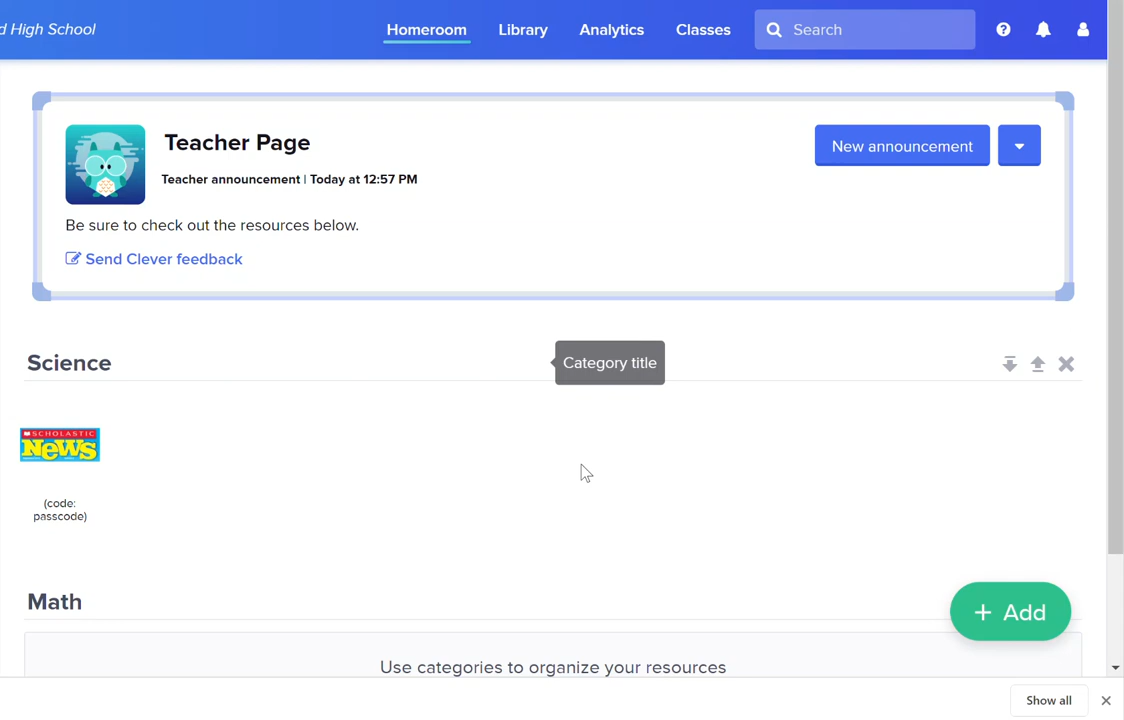 d High School
Homeroom
Library
Analytics
Classes
Search
Teacher Page
Teacher announcement | Today at 12:57 PM
New announcement
Be sure to check out the resources below.
Send Clever feedback
Science
Category title
SCHOLASTIC
NEWS
(code:
passcode)
Math
+ Add
Use categories to organize your resources
Show all